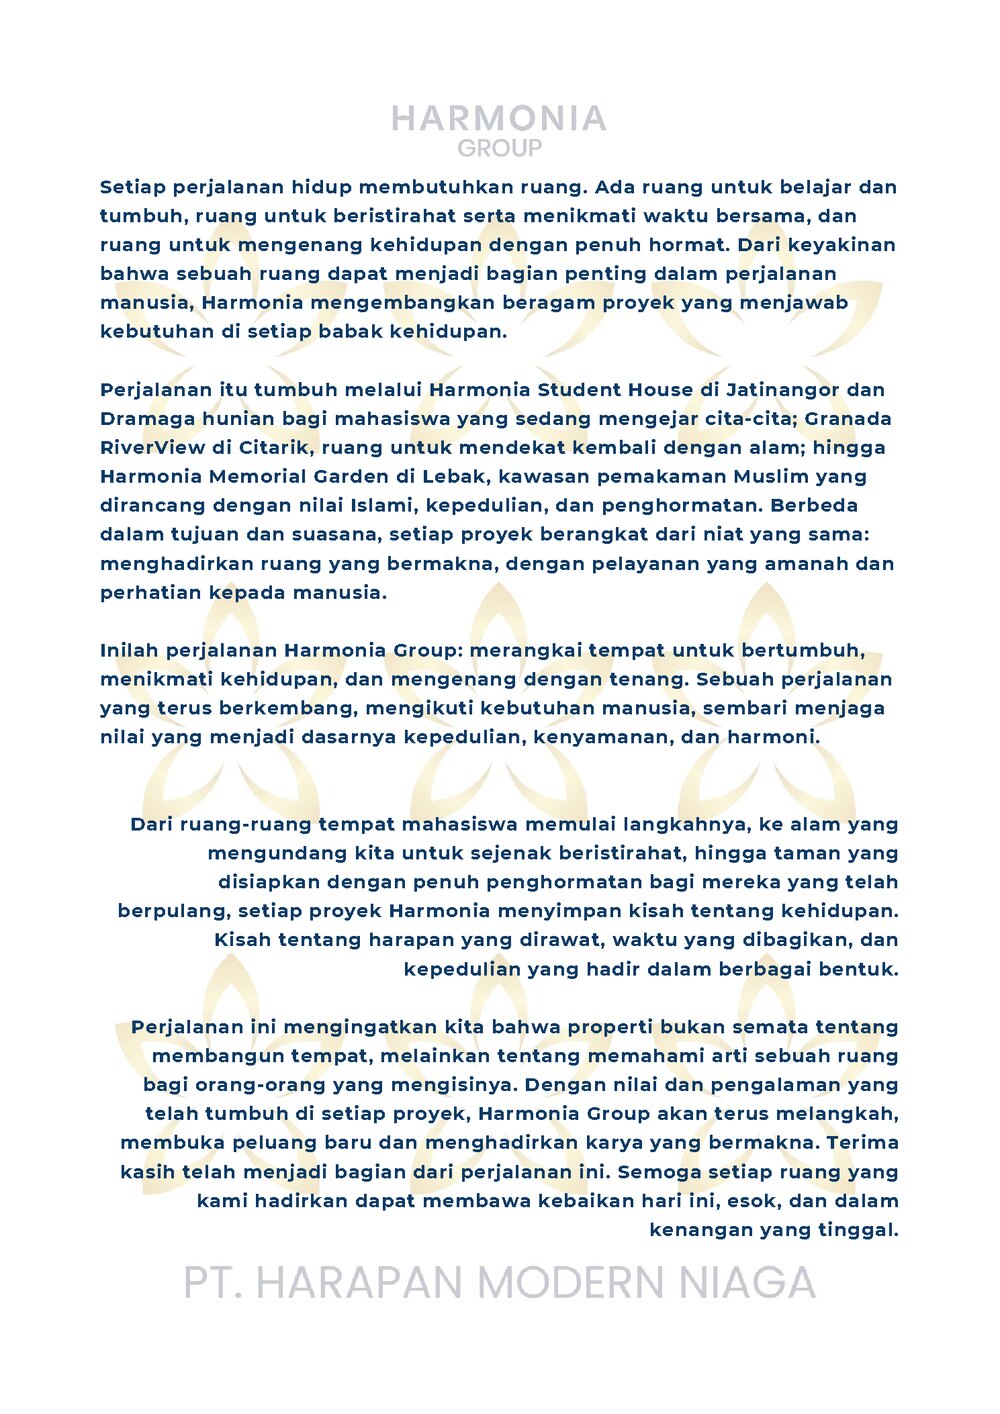 HARMONIA
GROUP
Setiap perjalanan hidup membutuhkan ruang. Ada ruang untuk belajar dan
tumbuh, ruang untuk beristirahat serta menikmati waktu bersama, dan
ruang untuk mengenang kehidupan dengan penuh hormat. Dari keyakinan
bahwa sebuah ruang dapat menjadi bagian penting dalam perjalanan
manusia, Harmonia mengembangkan beragam proyek yang menjawab
kebutuhan di setiap babak kehidupan.
Perjalanan itu tumbuh melalui Harmonia Student House di Jatinangor dan
Dramaga hunian bagi mahasiswa yang sedang mengejar cita-cita; Granada
RiverView di Citarik, ruang untuk mendekat kembali dengan alam; hingga
Harmonia Memorial Garden di Lebak, kawasan pemakaman Muslim yang
dirancang dengan nilai Islami, kepedulian, dan penghormatan. Berbeda
dalam tujuan dan suasana, setiap proyek berangkat dari niat yang sama:
menghadirkan ruang yang bermakna, dengan pelayanan yang amanah dan
perhatian kepada manusia.
Inilah perjalanan Harmonia Group: merangkai tempat untuk bertumbuh,
menikmati kehidupan, dan mengenang dengan tenang. Sebuah perjalanan
yang terus berkembang, mengikuti kebutuhan manusia, sembari menjaga
nilai yang menjadi dasarnya kepedulian, kenyamanan, dan harmoni.
Dari ruang-ruang tempat mahasiswa memulai langkahnya, ke alam yang
mengundang kita untuk sejenak beristirahat, hingga taman yang
disiapkan dengan penuh penghormatan bagi mereka yang telah
berpulang, setiap proyek Harmonia menyimpan kisah tentang kehidupan.
Kisah tentang harapan yang dirawat, waktu yang dibagikan, dan
kepedulian yang hadir dalam berbagai bentuk.
Perjalanan ini mengingatkan kita bahwa properti bukan semata tentang
membangun tempat, melainkan tentang memahami arti sebuah ruang
bagi orang-orang yang mengisinya. Dengan nilai dan pengalaman yang
telah tumbuh di setiap proyek, Harmonia Group akan terus melangkah,
membuka peluang baru dan menghadirkan karya yang bermakna. Terima
kasih telah menjadi bagian dari perjalanan ini. Semoga setiap ruang yang
kami hadirkan dapat membawa kebaikan hari ini, esok, dan dalam
kenangan yang tinggal.
PT. HARAPAN MODERN NIAGA